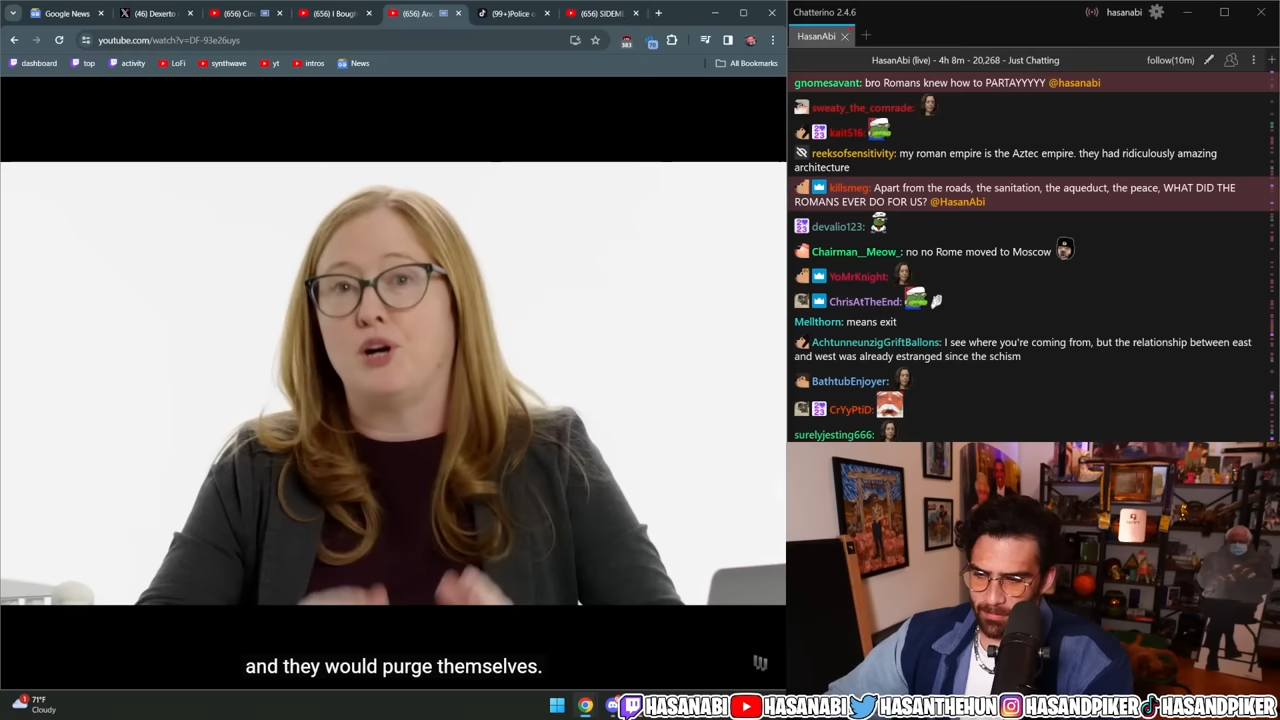 Google News
(46) Dexerto
(656) Cin
(656) I Bough
(656) An
(99+)Police o
(656) SIDEM
youtube.com/watch?v=DF-93e26uys
383
70
dashboard
top
activity
LoFi
synthwave
yt
intros
News
All Bookmarks
and they would purge themselves.
1
71°F
Cloudy
Chatterino 2.4.6
hasanabi
HasanAbi
HasanAbi (live) - 4h 8m - 20,268 - Just Chatting
follow(10m)
gnomesavant: bro Romans knew how to PARTAYYYYY @hasanabi
sweaty_the_comrade:
kait516:
reeksofsensitivity: my roman empire is the Aztec empire. they had ridiculously amazing
architecture
killsmeg: Apart from the roads, the sanitation, the aqueduct, the peace, WHAT DID THE
ROMANS EVER DO FOR US? @HasanAbi
devalio123:
Chairman__Meow_: no no Rome moved to Moscow
YoMrKnight:
ChrisAtTheEnd:
Mellthorn: means exit
AchtunneunzigGriftBallons: I see where you're coming from, but the relationship between east
and west was already estranged since the schism
BathtubEnjoyer:
CrYyPtiD:
surelyjesting666:
HASANABI
HASANABI
HASANTHEHUN
HASANDPIKER
HASANDPIKER